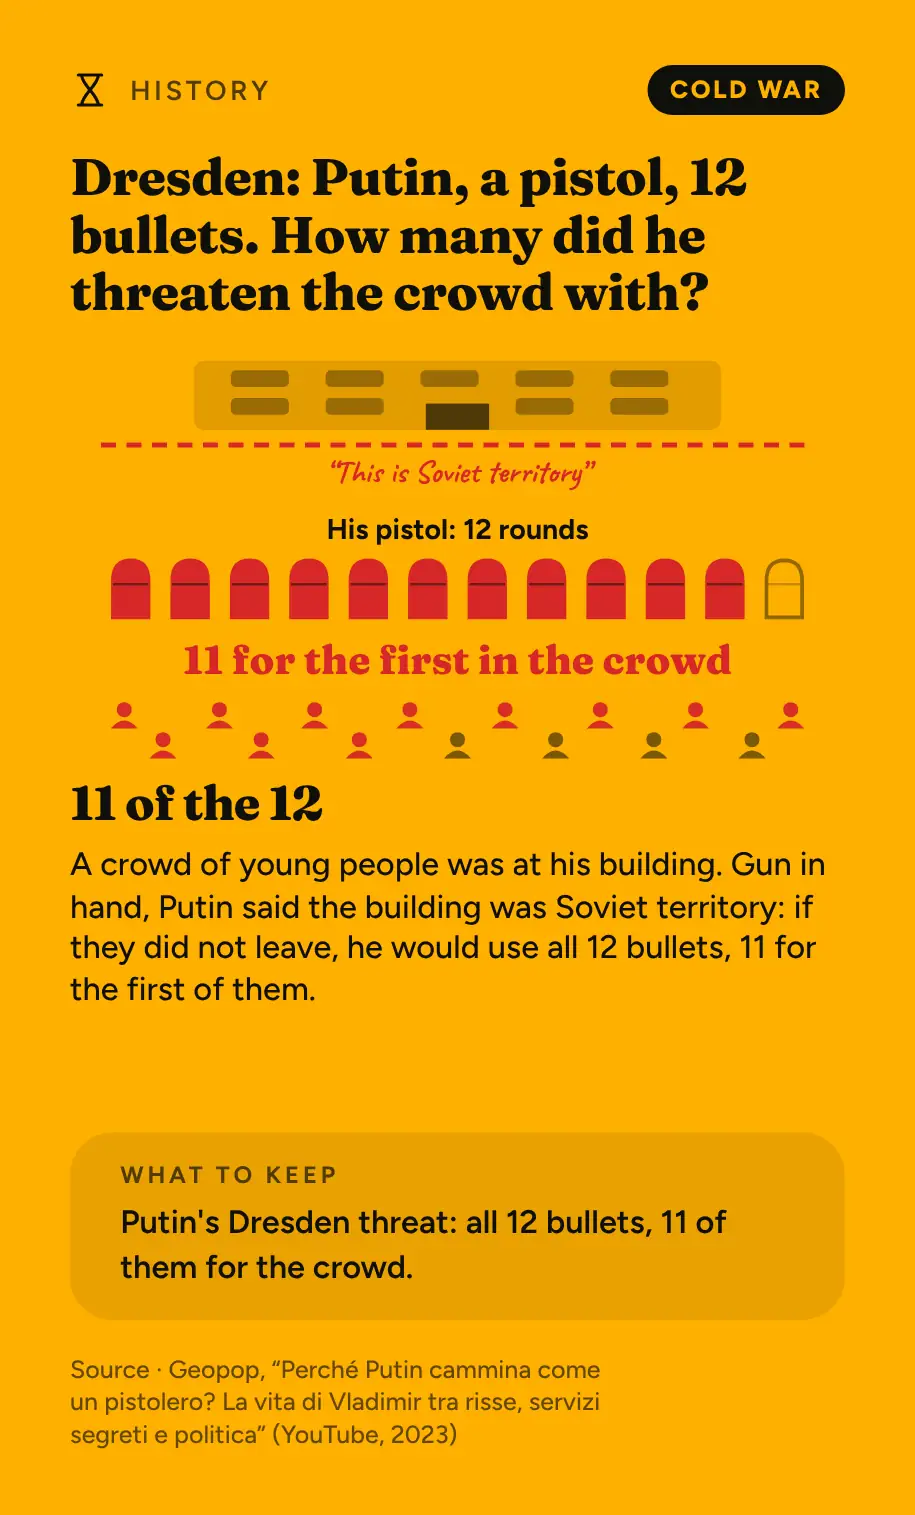 HISTORY
COLD WAR
Dresden: Putin, a pistol, 12
bullets. How many did he
threaten the crowd with?
“This is Soviet territory”
His pistol: 12 rounds
11 for the first in the crowd
11 of the 12
A crowd of young people was at his building. Gun in
hand, Putin said the building was Soviet territory: if
they did not leave, he would use all 12 bullets, 11 for
the first of them.
WHAT TO KEEP
Putin's Dresden threat: all 12 bullets, 11 of
them for the crowd.
Source · Geopop, “Perché Putin cammina come
un pistolero? La vita di Vladimir tra risse, servizi
segreti e politica” (YouTube, 2023)